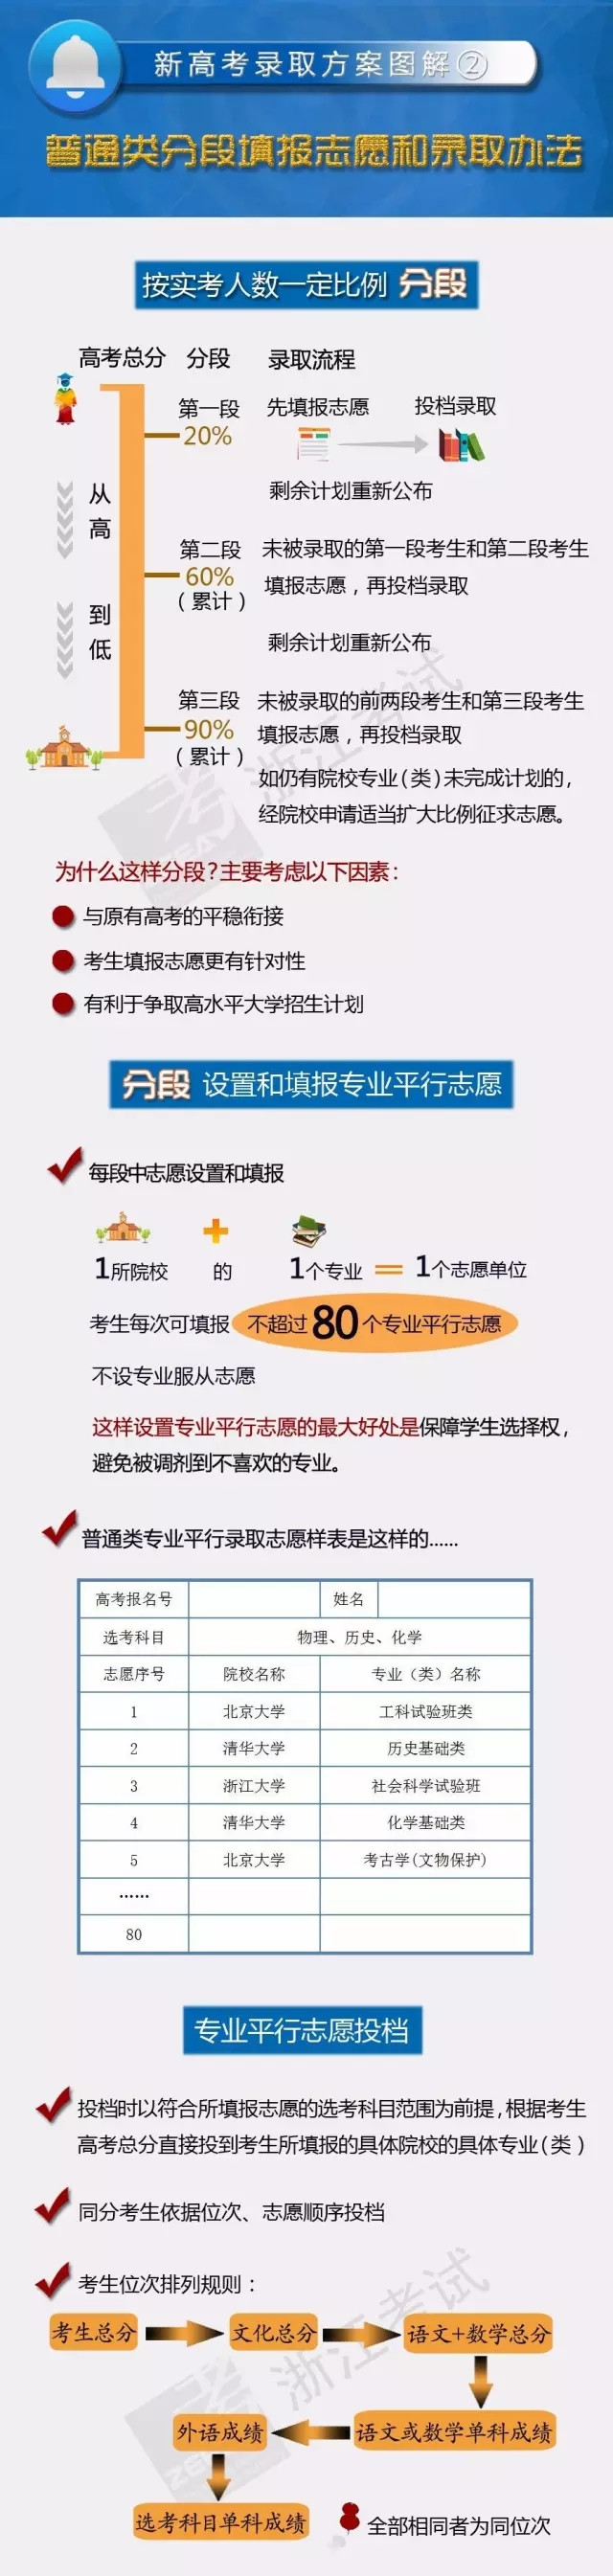 新高考录取方案图解②
普通类分段填报志愿和录取办法
按实考人数一定比例 分段
高考总分 分段 录取流程
第一段 先填报志愿 投档录取
20%
剩余计划重新公布
从
高
到
低
第二段 未被录取的第一段考生和第二段考生
60% 填报志愿，再投档录取
（累计）
剩余计划重新公布
第三段 未被录取的前两段考生和第三段考生
90% 填报志愿，再投档录取
（累计）
如仍有院校专业（类）未完成计划的，
经院校申请适当扩大比例征求志愿。
浙江考试
为什么这样分段？主要考虑以下因素：
与原有高考的平稳衔接
考生填报志愿更有针对性
有利于争取高水平大学招生计划
分段 设置和填报专业平行志愿
每段中志愿设置和填报
1所院校 的 1个专业 = 1个志愿单位
考生每次可填报 不超过80个专业平行志愿
不设专业服从志愿
这样设置专业平行志愿的最大好处是保障学生选择权，
避免被调剂到不喜欢的专业。
普通类专业平行录取志愿样表是这样的......
高考报名号 姓名
选考科目 物理、历史、化学
志愿序号 院校名称 专业（类）名称
1 北京大学 工科试验班类
2 清华大学 历史基础类
3 浙江大学 社会科学试验班
4 清华大学 化学基础类
5 北京大学 考古学(文物保护)
……
80
专业平行志愿投档
投档时以符合所填报志愿的选考科目范围为前提，根据考生
高考总分直接投到考生所填报的具体院校的具体专业（类）
同分考生依据位次、志愿顺序投档
考生位次排列规则：
考生总分 文化总分 语文+数学总分
外语成绩 语文或数学单科成绩
选考科目单科成绩 全部相同者为同位次
浙江考试